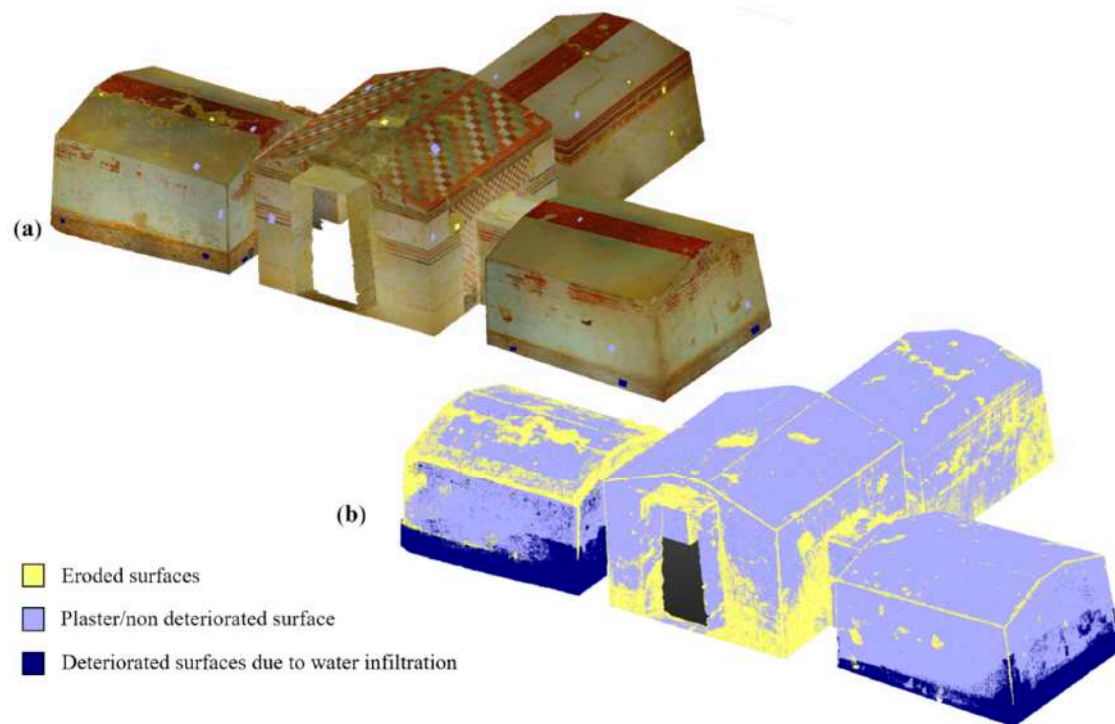 (a)
(b)
Eroded surfaces
Plaster/non deteriorated surface
Deteriorated surfaces due to water infiltration